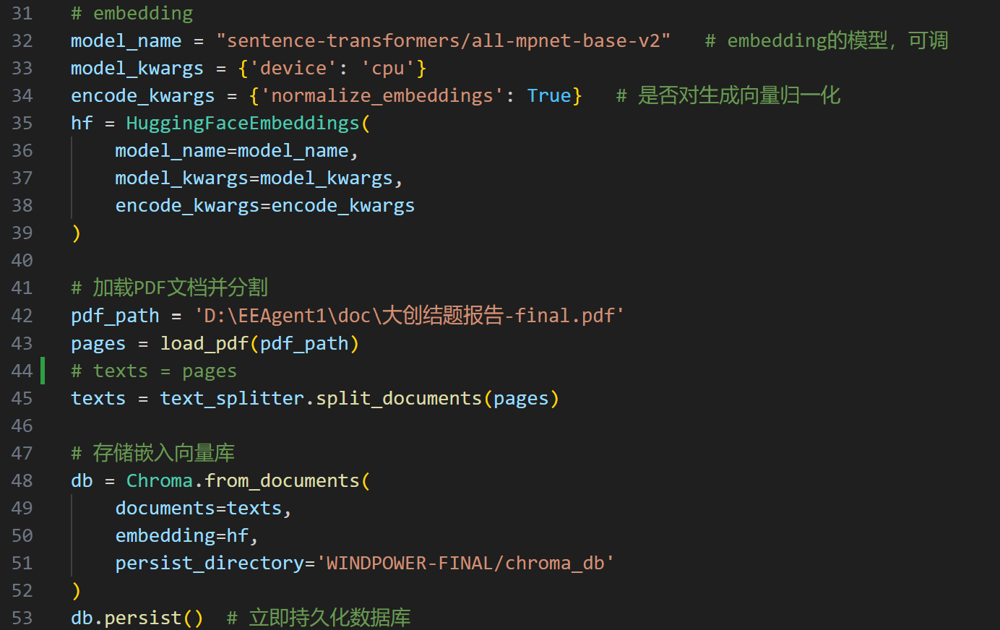 31 # embedding
32 model_name = "sentence-transformers/all-mpnet-base-v2"   # embedding的模型，可调
33 model_kwargs = {'device': 'cpu'}
34 encode_kwargs = {'normalize_embeddings': True}   # 是否对生成向量归一化
35 hf = HuggingFaceEmbeddings(
36     model_name=model_name,
37     model_kwargs=model_kwargs,
38     encode_kwargs=encode_kwargs
39 )
40
41 # 加载PDF文档并分割
42 pdf_path = 'D:\EEAgent1\doc\大创结题报告-final.pdf'
43 pages = load_pdf(pdf_path)
44 # texts = pages
45 texts = text_splitter.split_documents(pages)
46
47 # 存储嵌入向量库
48 db = Chroma.from_documents(
49     documents=texts,
50     embedding=hf,
51     persist_directory='WINDPOWER-FINAL/chroma_db'
52 )
53 db.persist()  # 立即持久化数据库